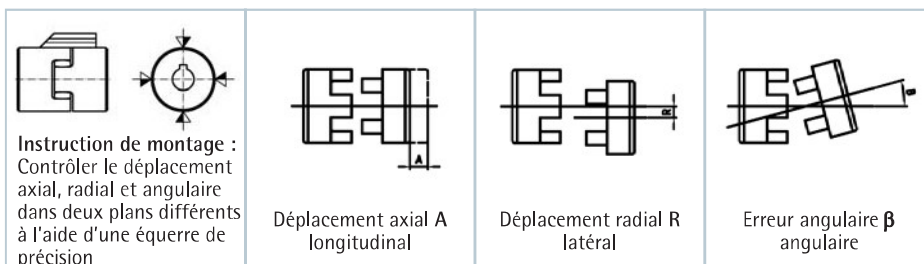 Instruction de montage :
Contrôler le déplacement
axial, radial et angulaire
dans deux plans différents
à l'aide d'une équerre de
précision
A
Déplacement axial A
longitudinal
R
Déplacement radial R
latéral
β
Erreur angulaire β
angulaire